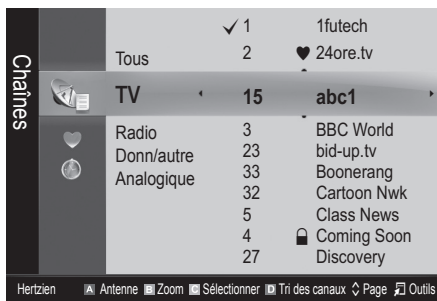 Chaînes
✓ 1 1futech
Tous 2 ♥ 24ore.tv
TV 15 abc1
Radio 3 BBC World
Donn/autre 23 bid-up.tv
Analogique 33 Boonerang
32 Cartoon Nwk
5 Class News
4 Coming Soon
27 Discovery
Hertzien A Antenne B Zoom C Sélectionner D Tri des canaux Page Outils